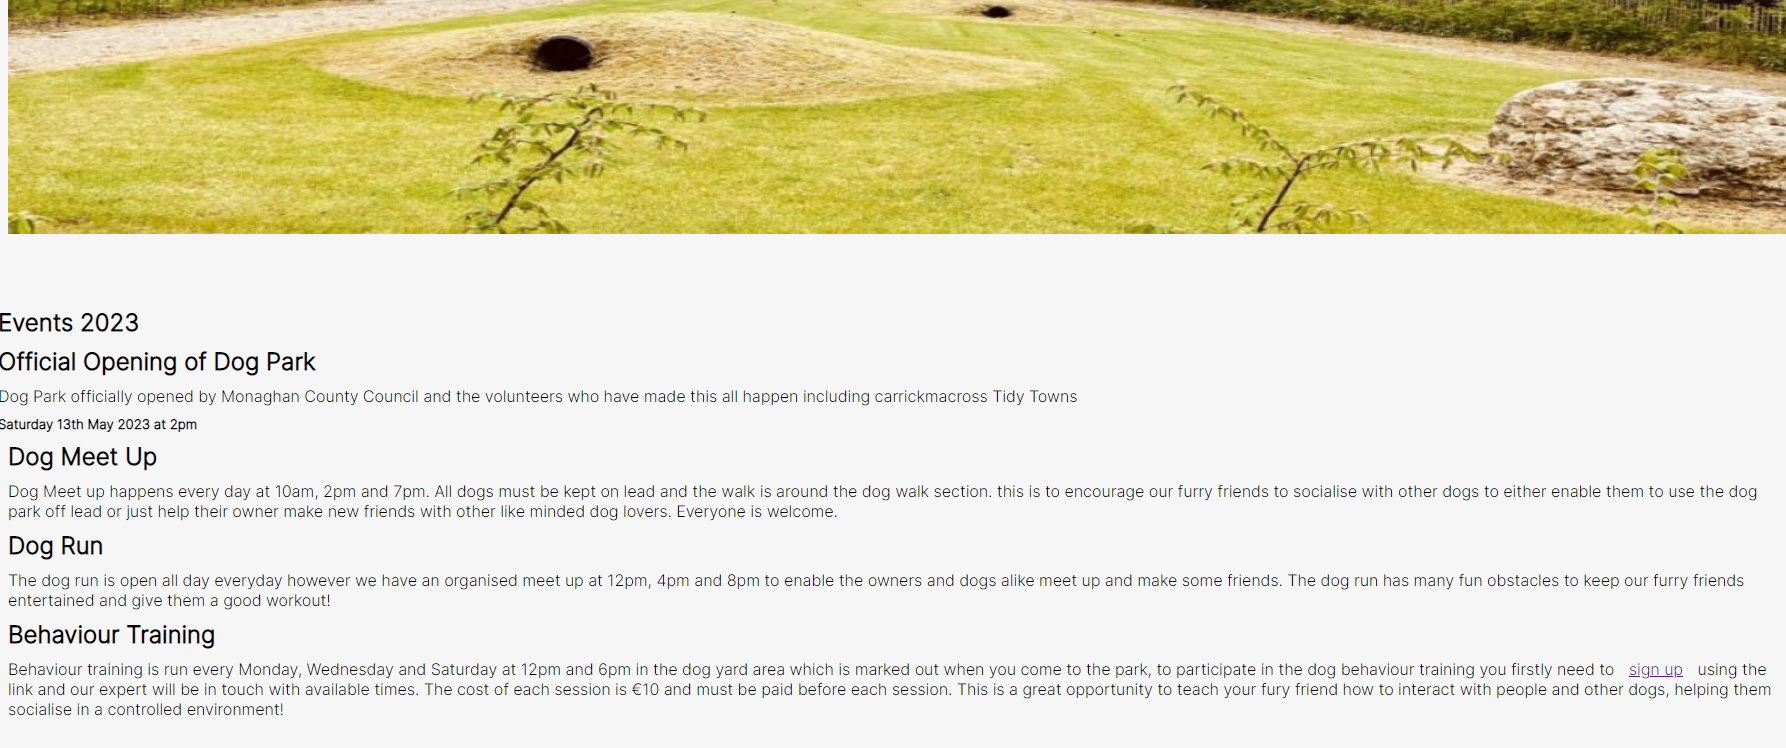 Events 2023
Official Opening of Dog Park
Dog Park officially opened by Monaghan County Council and the volunteers who have made this all happen including carrickmacross Tidy Towns
Saturday 13th May 2023 at 2pm
Dog Meet Up
Dog Meet up happens every day at 10am, 2pm and 7pm. All dogs must be kept on lead and the walk is around the dog walk section. this is to encourage our furry friends to socialise with other dogs to either enable them to use the dog
park off lead or just help their owner make new friends with other like minded dog lovers. Everyone is welcome.
Dog Run
The dog run is open all day everyday however we have an organised meet up at 12pm, 4pm and 8pm to enable the owners and dogs alike meet up and make some friends. The dog run has many fun obstacles to keep our furry friends
entertained and give them a good workout!
Behaviour Training
Behaviour training is run every Monday, Wednesday and Saturday at 12pm and 6pm in the dog yard area which is marked out when you come to the park, to participate in the dog behaviour training you firstly need to sign up using the
link and our expert will be in touch with available times. The cost of each session is €10 and must be paid before each session. This is a great opportunity to teach your fury friend how to interact with people and other dogs, helping them
socialise in a controlled environment!